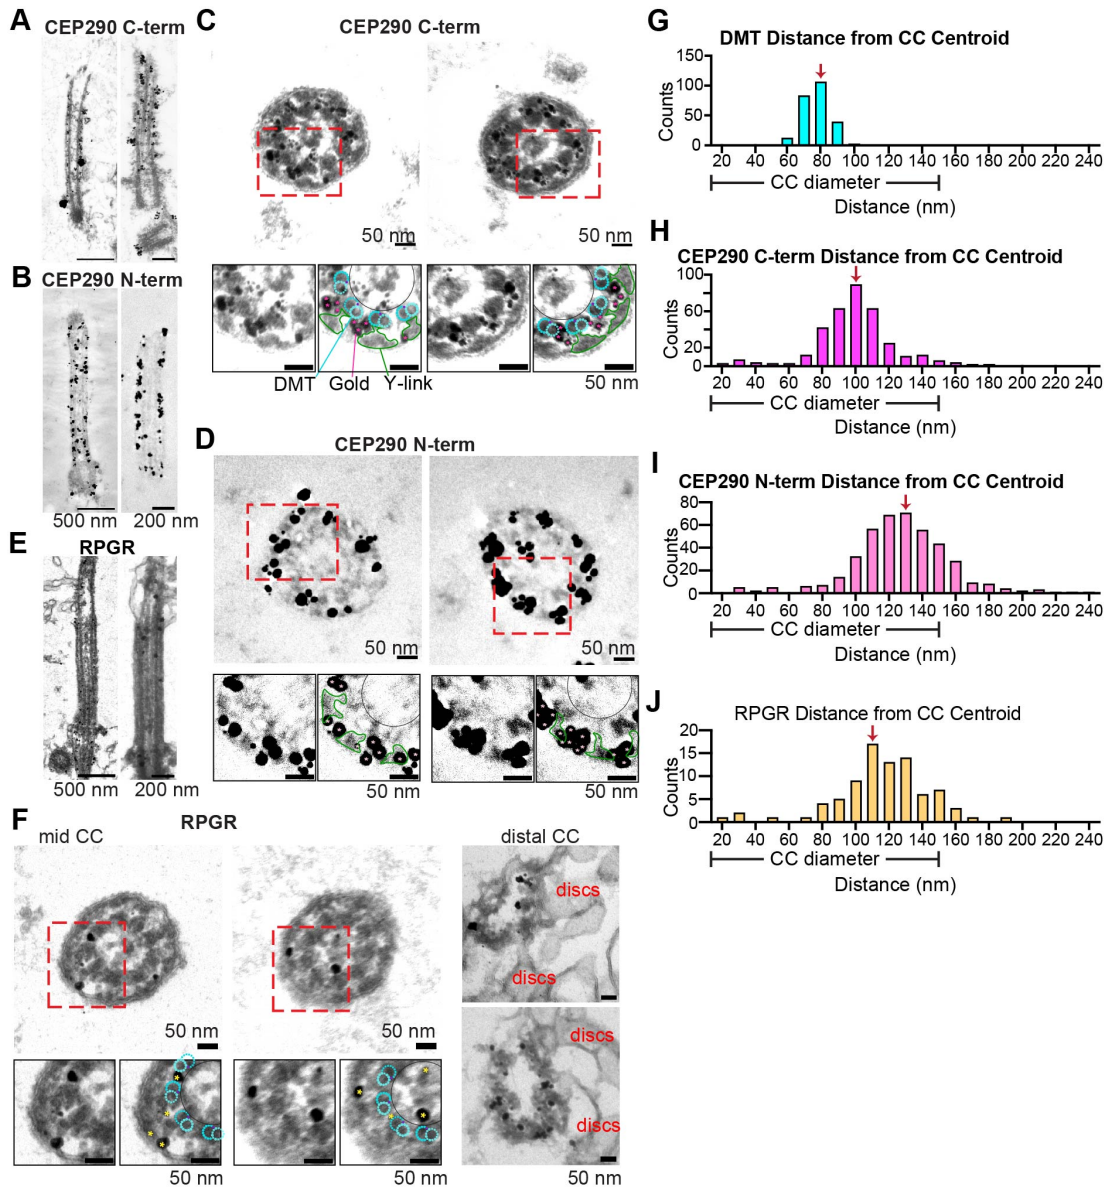 A
CEP290 C-term
B
CEP290 N-term
500 nm
200 nm
C
CEP290 C-term
50 nm
50 nm
DMT
Gold
Y-link
50 nm
D
CEP290 N-term
50 nm
50 nm
50 nm
50 nm
E
RPGR
500 nm
200 nm
F
RPGR
mid CC
distal CC
50 nm
50 nm
discs
discs
discs
discs
50 nm
50 nm
50 nm
G
DMT Distance from CC Centroid
Counts
150
100
50
0
20 40 60 80 100 120 140 160 180 200 220 240
CC diameter
Distance (nm)
H
CEP290 C-term Distance from CC Centroid
Counts
100
60
20
0
20 40 60 80 100 120 140 160 180 200 220 240
CC diameter
Distance (nm)
I
CEP290 N-term Distance from CC Centroid
Counts
80
60
40
20
0
20 40 60 80 100 120 140 160 180 200 220 240
CC diameter
Distance (nm)
J
RPGR Distance from CC Centroid
Counts
20
15
10
5
0
20 40 60 80 100 120 140 160 180 200 220 240
CC diameter
Distance (nm)